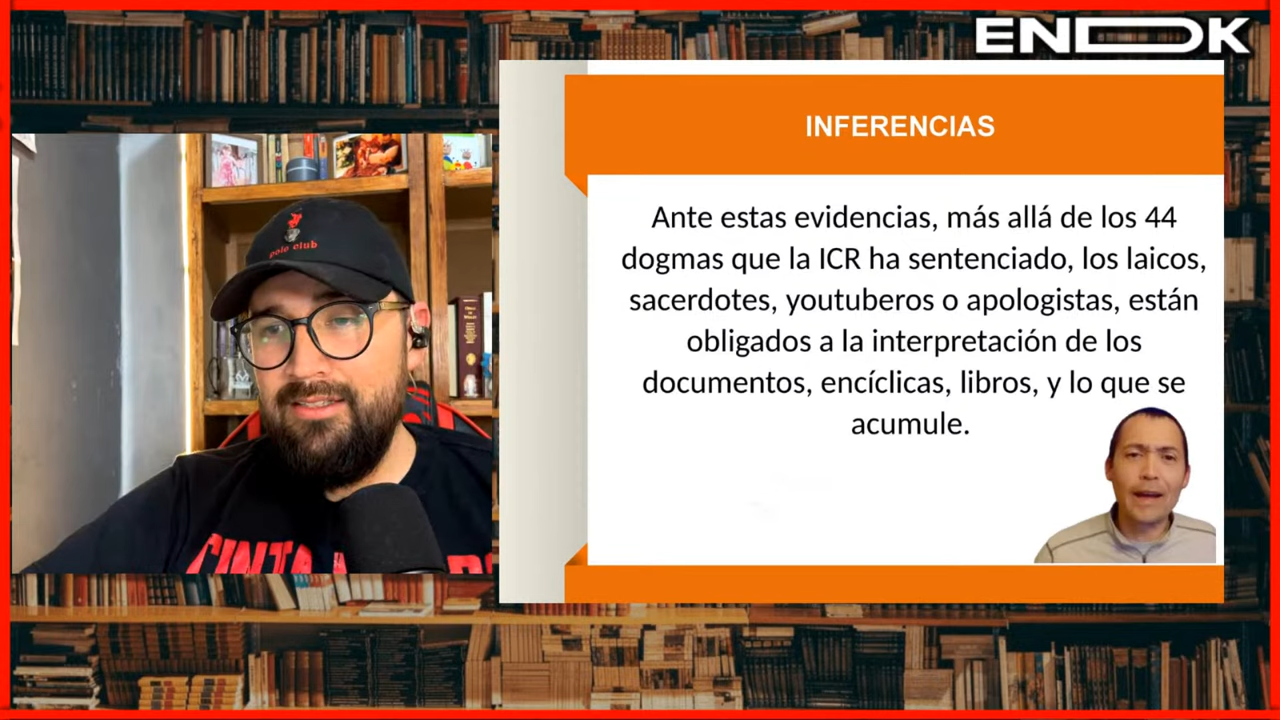 ENDK
INFERENCIAS
Ante estas evidencias, más allá de los 44
dogmas que la ICR ha sentenciado, los laicos,
sacerdotes, youtuberos o apologistas, están
obligados a la interpretación de los
documentos, encíclicas, libros, y lo que se
acumule.
polo club